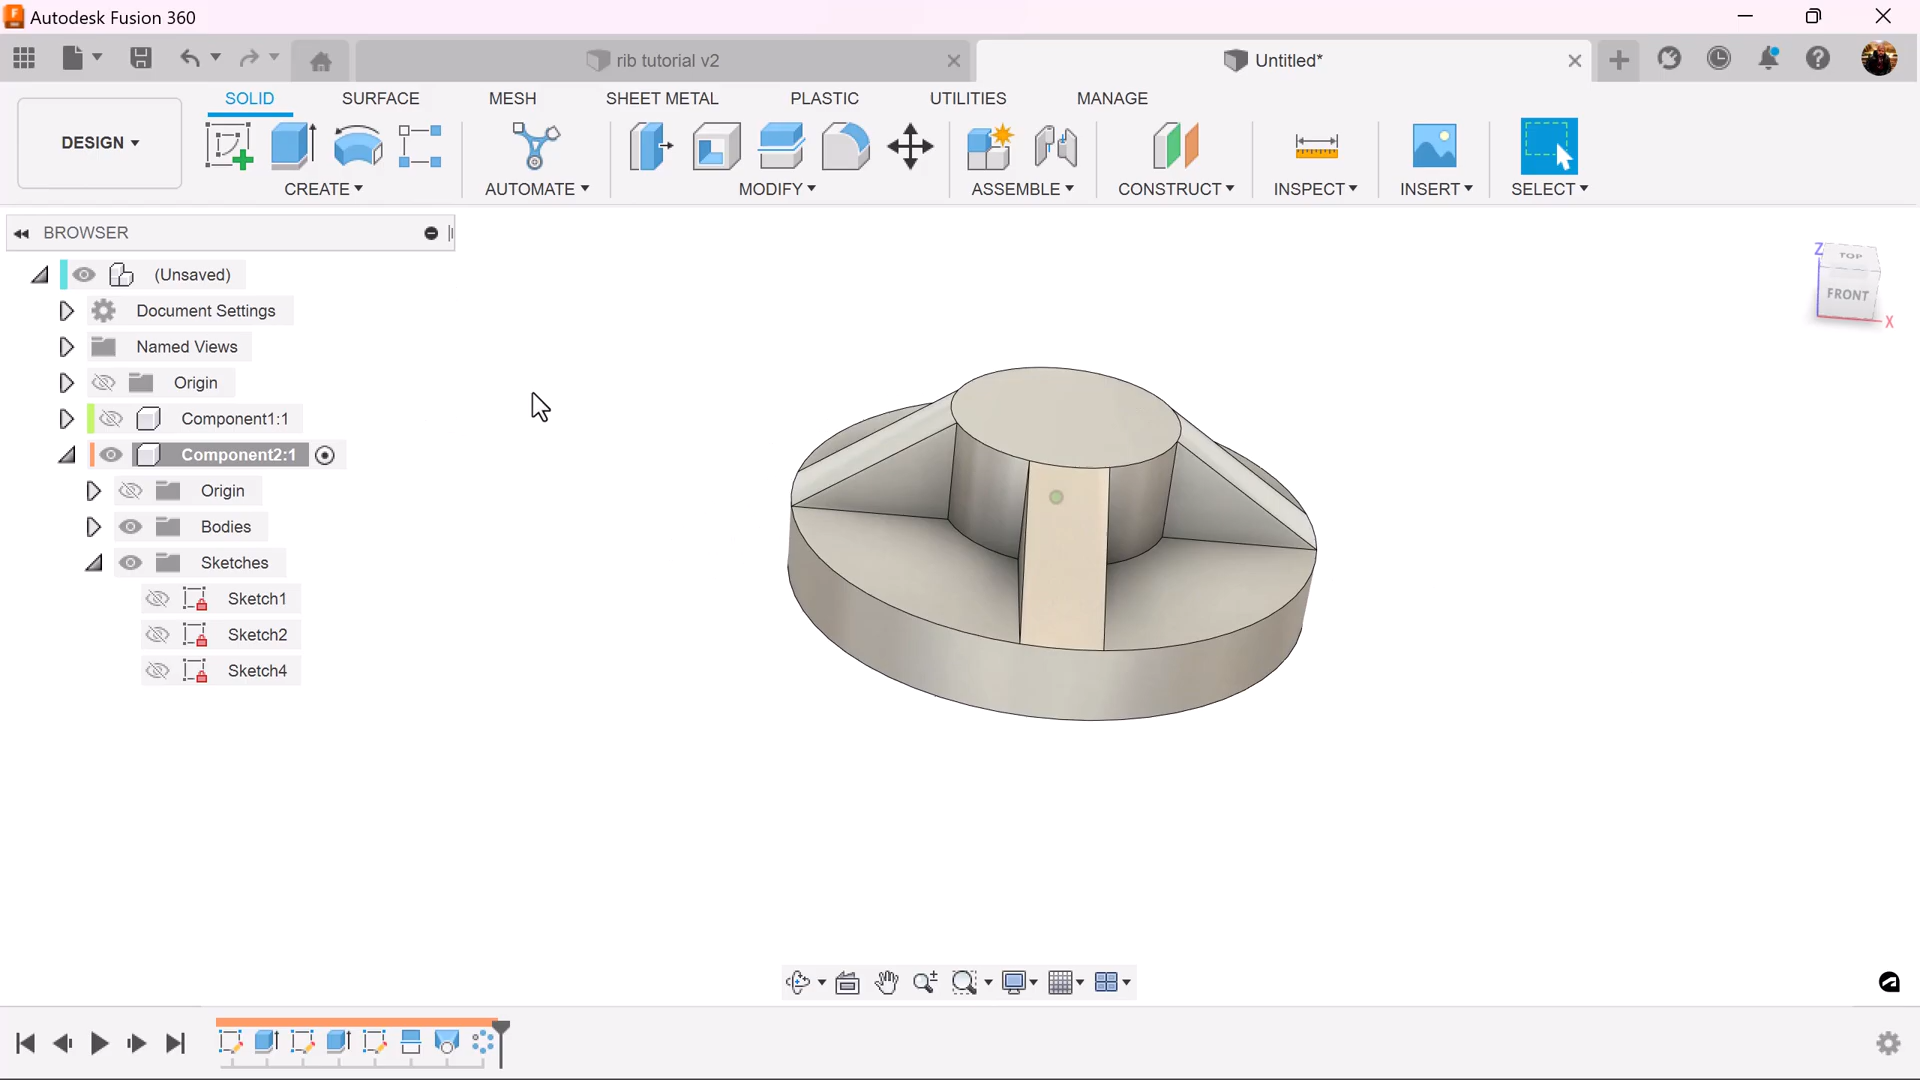 Autodesk Fusion 360
rib tutorial v2
Untitled*
DESIGN
SOLID SURFACE MESH SHEET METAL PLASTIC UTILITIES MANAGE
CREATE AUTOMATE MODIFY ASSEMBLE CONSTRUCT INSPECT INSERT SELECT
BROWSER
(Unsaved)
Document Settings
Named Views
Origin
Component1:1
Component2:1
Origin
Bodies
Sketches
Sketch1
Sketch2
Sketch4
Z
TOP
FRONT
X